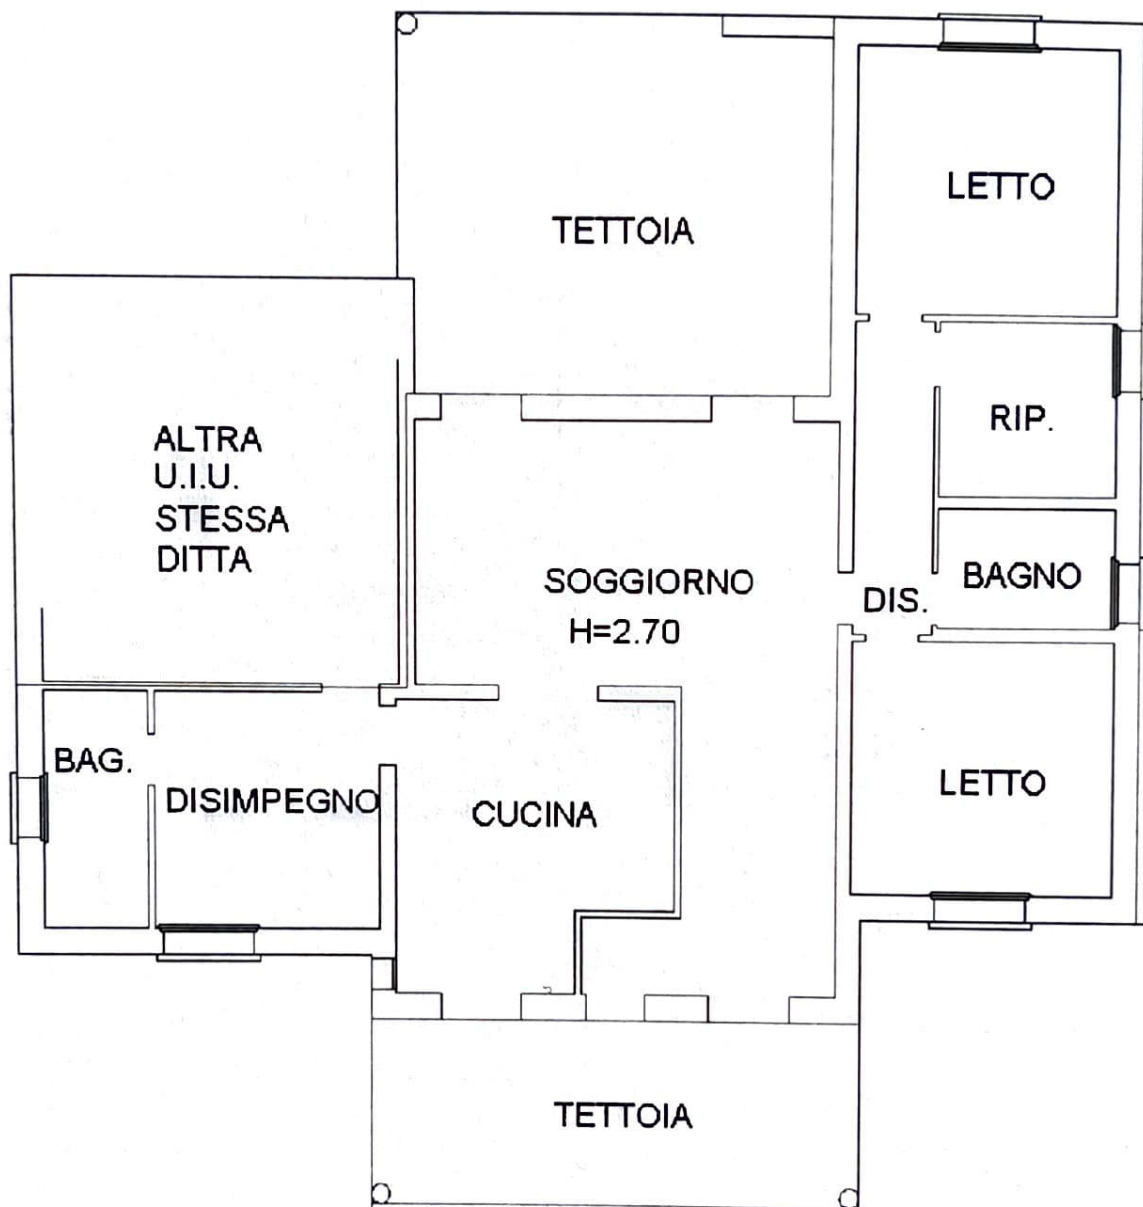 LETTO
TETTOIA
RIP.
ALTRA
U.I.U.
STESSA
DITTA
SOGGIORNO
H=2.70
DIS.
BAGNO
BAG.
DISIMPEGNO
CUCINA
LETTO
TETTOIA